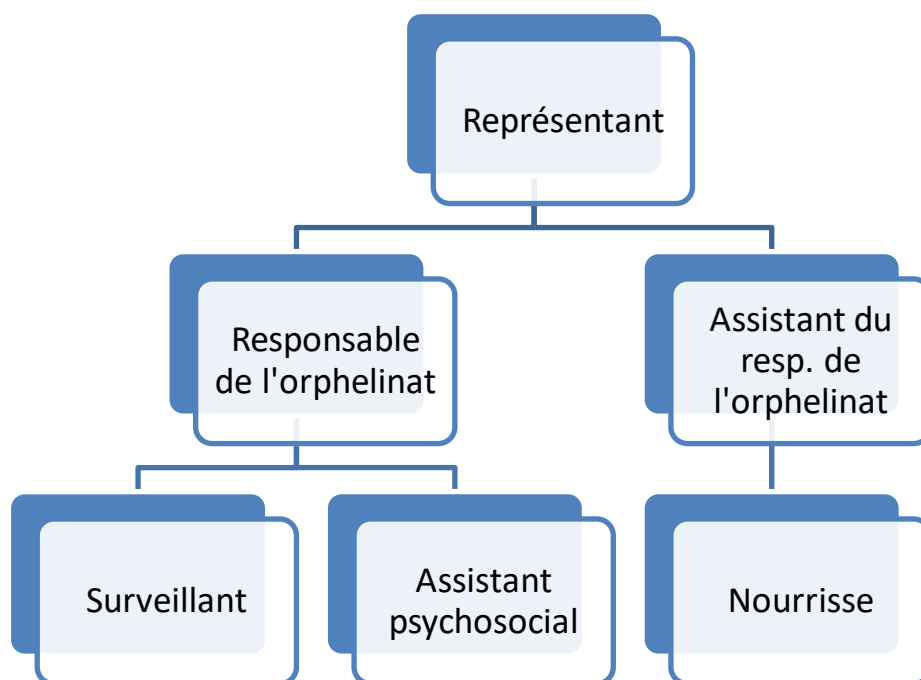 Représentant
Responsable
de l'orphelinat
Assistant du
resp. de
l'orphelinat
Surveillant
Assistant
psychosocial
Nourrisse